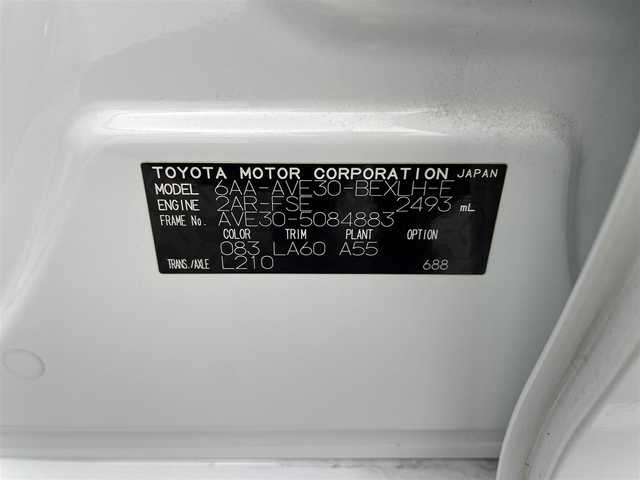 TOYOTA MOTOR CORPORATION JAPAN
MODEL 6AA-AVE30-BEXLH-E
ENGINE 2AR-FSE 2493 mL
FRAME No. AVE30-5084883
COLOR TRIM PLANT OPTION
083 LA60 A55
TRANS./AXLE L210 688